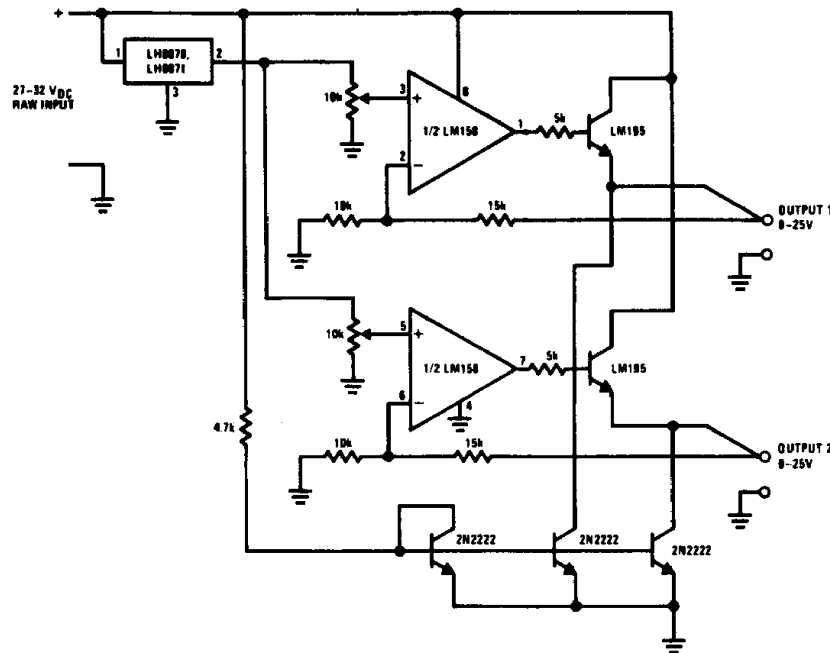 +
1
LH0070,
LH0071
2
3
27-32 VDC
RAW INPUT
10k
3
+
8
1/2 LM158
1
5k
LM195
2
−
10k
15k
OUTPUT 1
0-25V
10k
5
+
1/2 LM158
7
5k
LM195
6
−
4
4.7k
10k
15k
OUTPUT 2
0-25V
2N2222
2N2222
2N2222